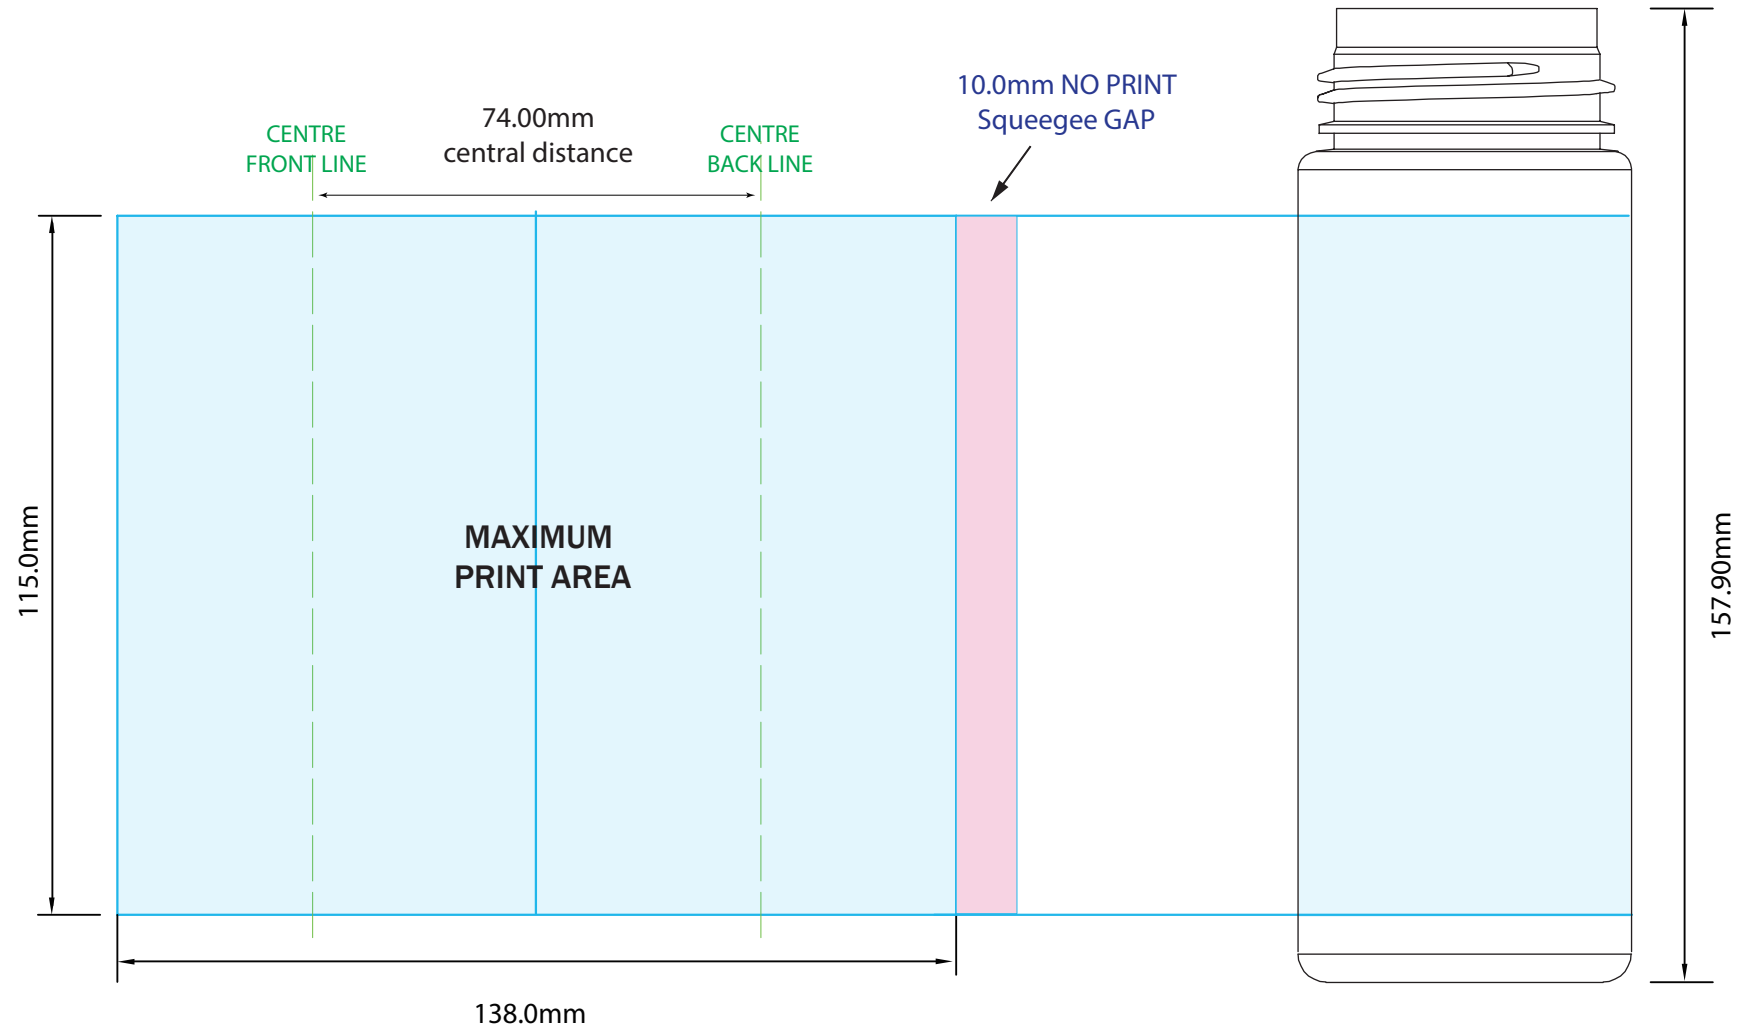 10.0mm NO PRINT
Squeegee GAP
74.00mm
central distance
CENTRE
FRONT LINE
CENTRE
BACK LINE
MAXIMUM
PRINT AREA
115.0mm
157.90mm
138.0mm